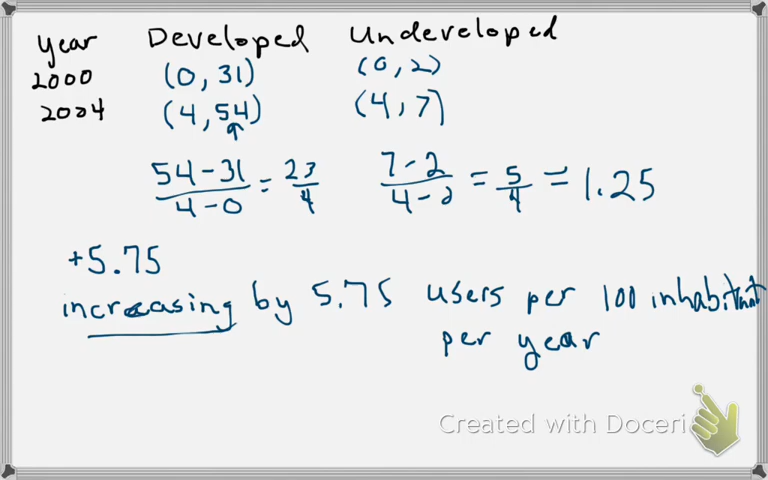 Year Developed Undeveloped
2000 (0, 31) (0, 2)
2004 (4, 54) (4, 7)
54-31/4-0 = 23/4 7-2/4-0 = 5/4 = 1.25
+5.75
increasing by 5.75 users per 100 inhabitant
per year
Created with Doceri